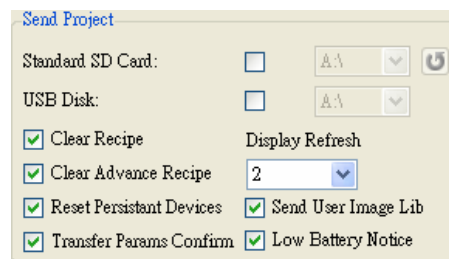 Send Project
Standard SD Card: A:\
USB Disk: A:\
Clear Recipe Display Refresh
Clear Advance Recipe 2
Reset Persistant Devices Send User Image Lib
Transfer Params Confirm Low Battery Notice